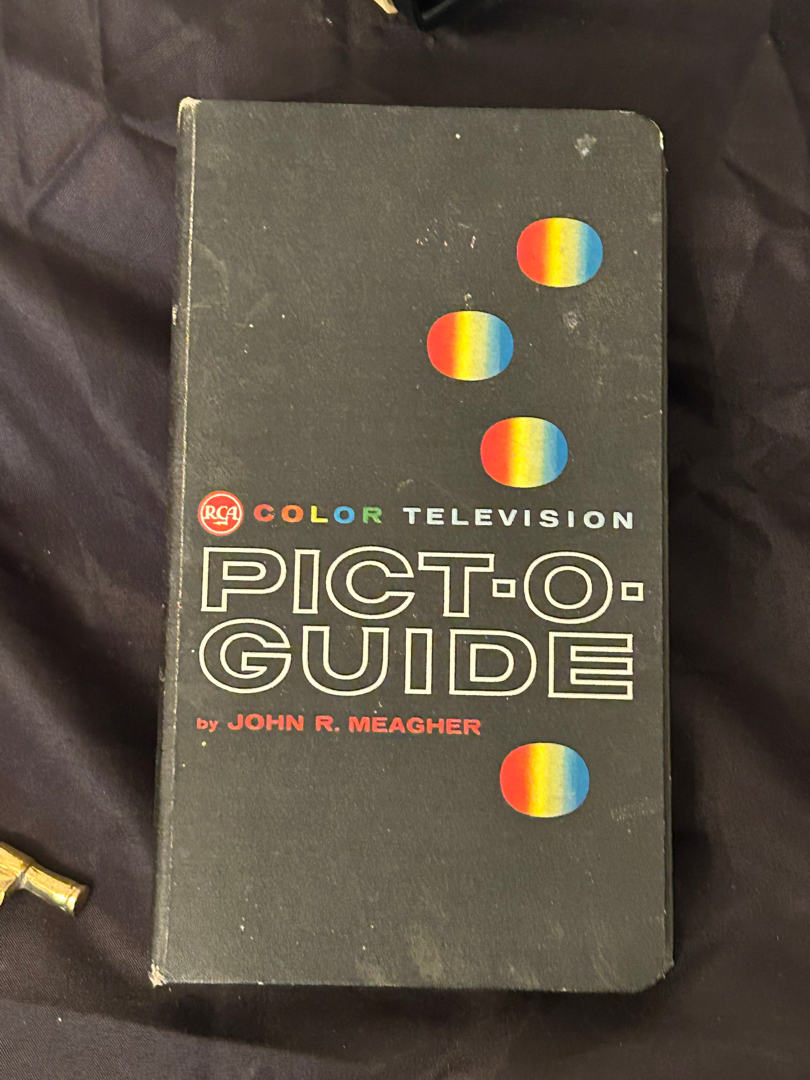 RCA COLOR TELEVISION
PICT·O·
GUIDE
by JOHN R. MEAGHER